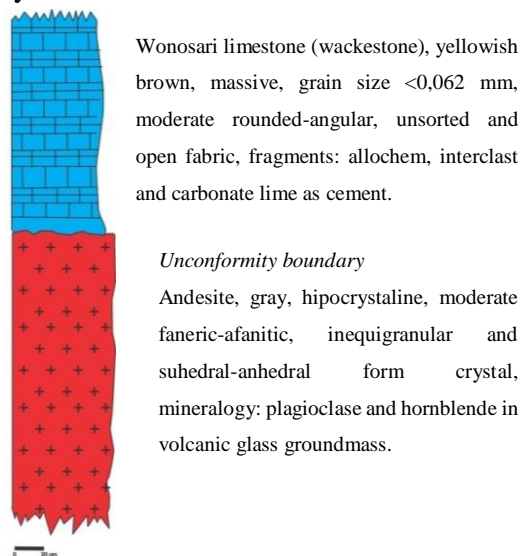 Wonosari limestone (wackestone), yellowish
brown, massive, grain size <0,062 mm,
moderate rounded-angular, unsorted and
open fabric, fragments: allochem, interclast
and carbonate lime as cement.
Unconformity boundary
Andesite, gray, hipocrystaline, moderate
faneric-afanitic, inequigranular and
suhedral-anhedral form crystal,
mineralogy: plagioclase and hornblende in
volcanic glass groundmass.
0